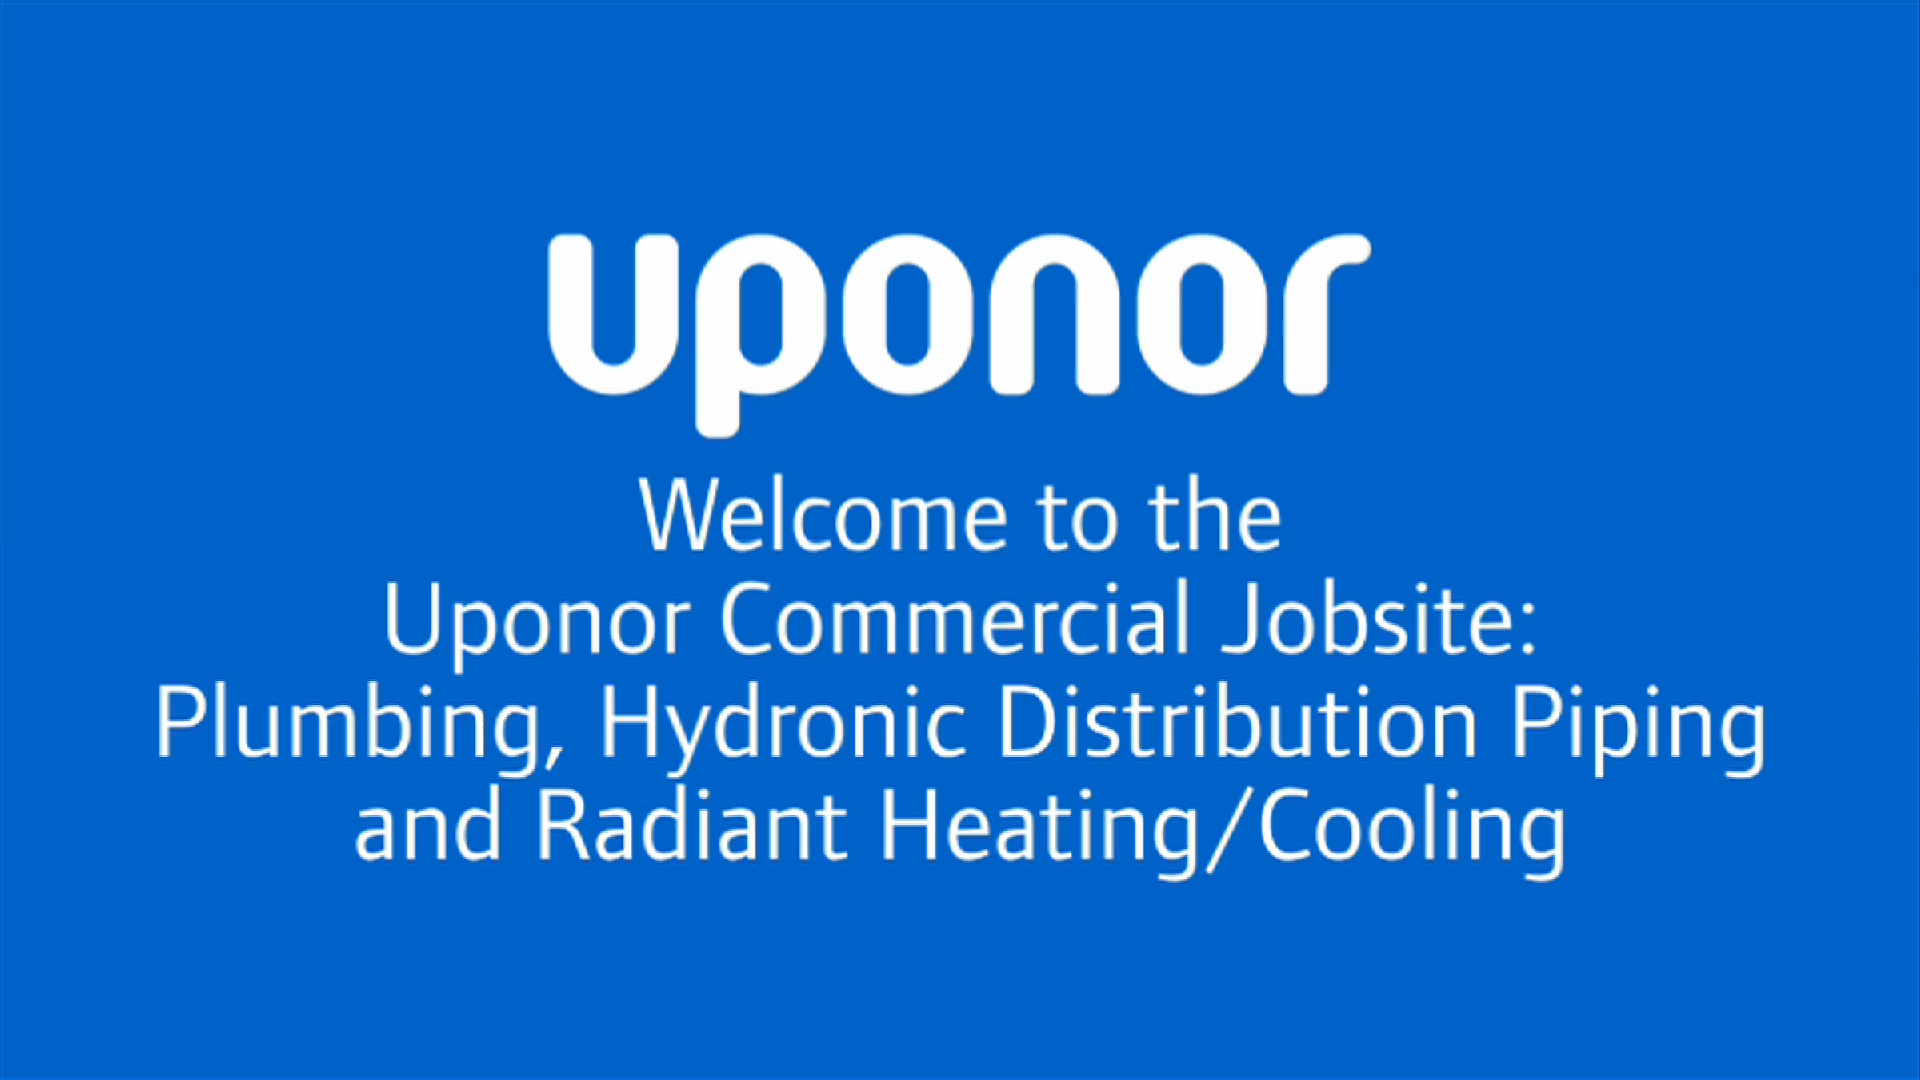 uponor
Welcome to the
Uponor Commercial Jobsite:
Plumbing, Hydronic Distribution Piping
and Radiant Heating/Cooling